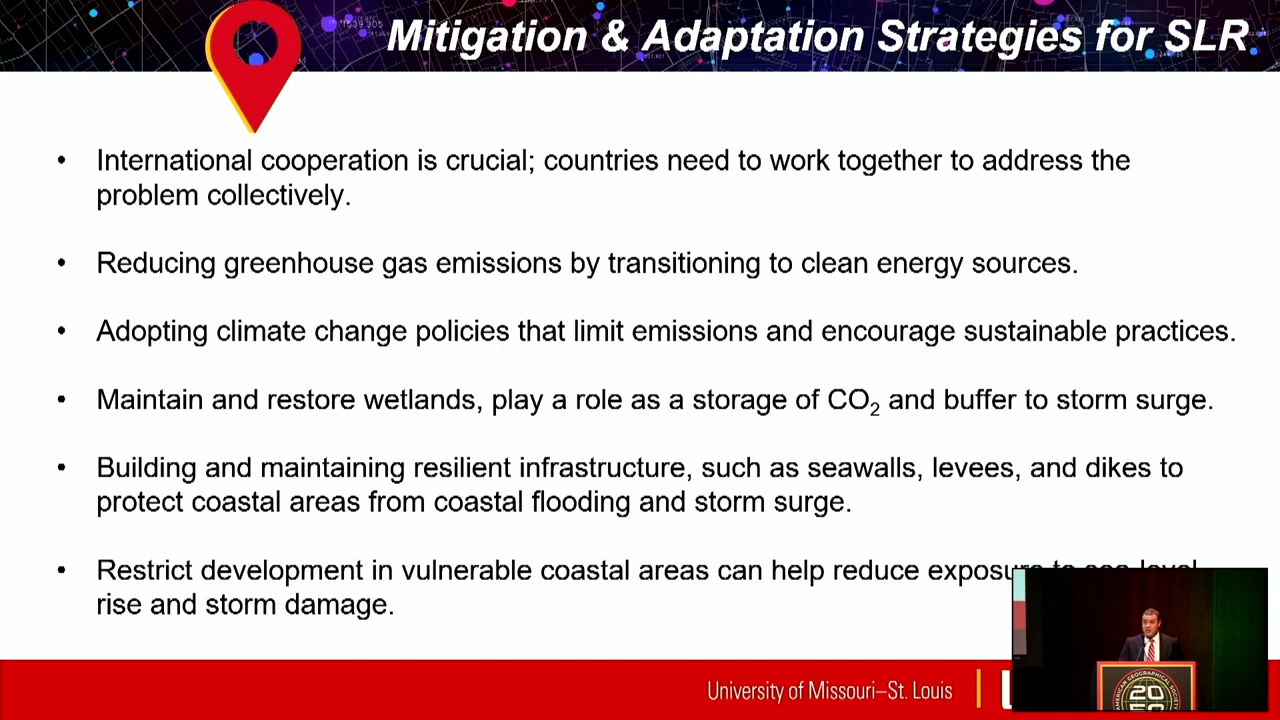 Mitigation & Adaptation Strategies for SLR
• International cooperation is crucial; countries need to work together to address the
problem collectively.
• Reducing greenhouse gas emissions by transitioning to clean energy sources.
• Adopting climate change policies that limit emissions and encourage sustainable practices.
• Maintain and restore wetlands, play a role as a storage of CO₂ and buffer to storm surge.
• Building and maintaining resilient infrastructure, such as seawalls, levees, and dikes to
protect coastal areas from coastal flooding and storm surge.
• Restrict development in vulnerable coastal areas can help reduce exposure to sea level
rise and storm damage.
University of Missouri–St. Louis
AMERICAN GEOGRAPHICAL SOCIETY
20
50